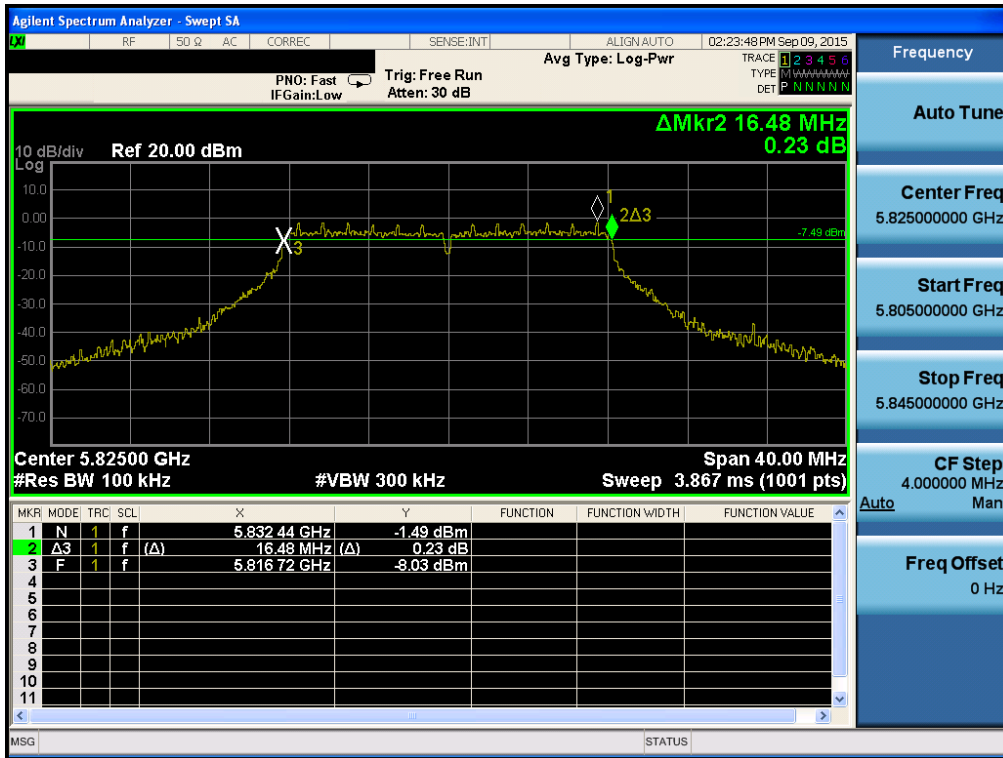 Agilent Spectrum Analyzer - Swept SA
LXI RF 50 Ω AC CORREC SENSE:INT ALIGN AUTO 02:23:48 PM Sep 09, 2015
Avg Type: Log-Pwr TRACE 1 2 3 4 5 6
PNO: Fast Trig: Free Run TYPE M WWWWW
IFGain:Low Atten: 30 dB DET P N N N N N
ΔMkr2 16.48 MHz
0.23 dB
10 dB/div Ref 20.00 dBm
Log
10.0
0.00
-10.0
-20.0
-30.0
-40.0
-50.0
-60.0
-70.0
1
2Δ3
3
-7.49 dBm
Center 5.82500 GHz Span 40.00 MHz
#Res BW 100 kHz #VBW 300 kHz Sweep 3.867 ms (1001 pts)
MKR MODE TRC SCL X Y FUNCTION FUNCTION WIDTH FUNCTION VALUE
1 N 1 f 5.832 44 GHz -1.49 dBm
2 Δ3 1 f (Δ) 16.48 MHz (Δ) 0.23 dB
3 F 1 f 5.816 72 GHz -8.03 dBm
4
5
6
7
8
9
10
11
MSG STATUS
Frequency
Auto Tune
Center Freq
5.825000000 GHz
Start Freq
5.805000000 GHz
Stop Freq
5.845000000 GHz
CF Step
4.000000 MHz
Auto Man
Freq Offset
0 Hz